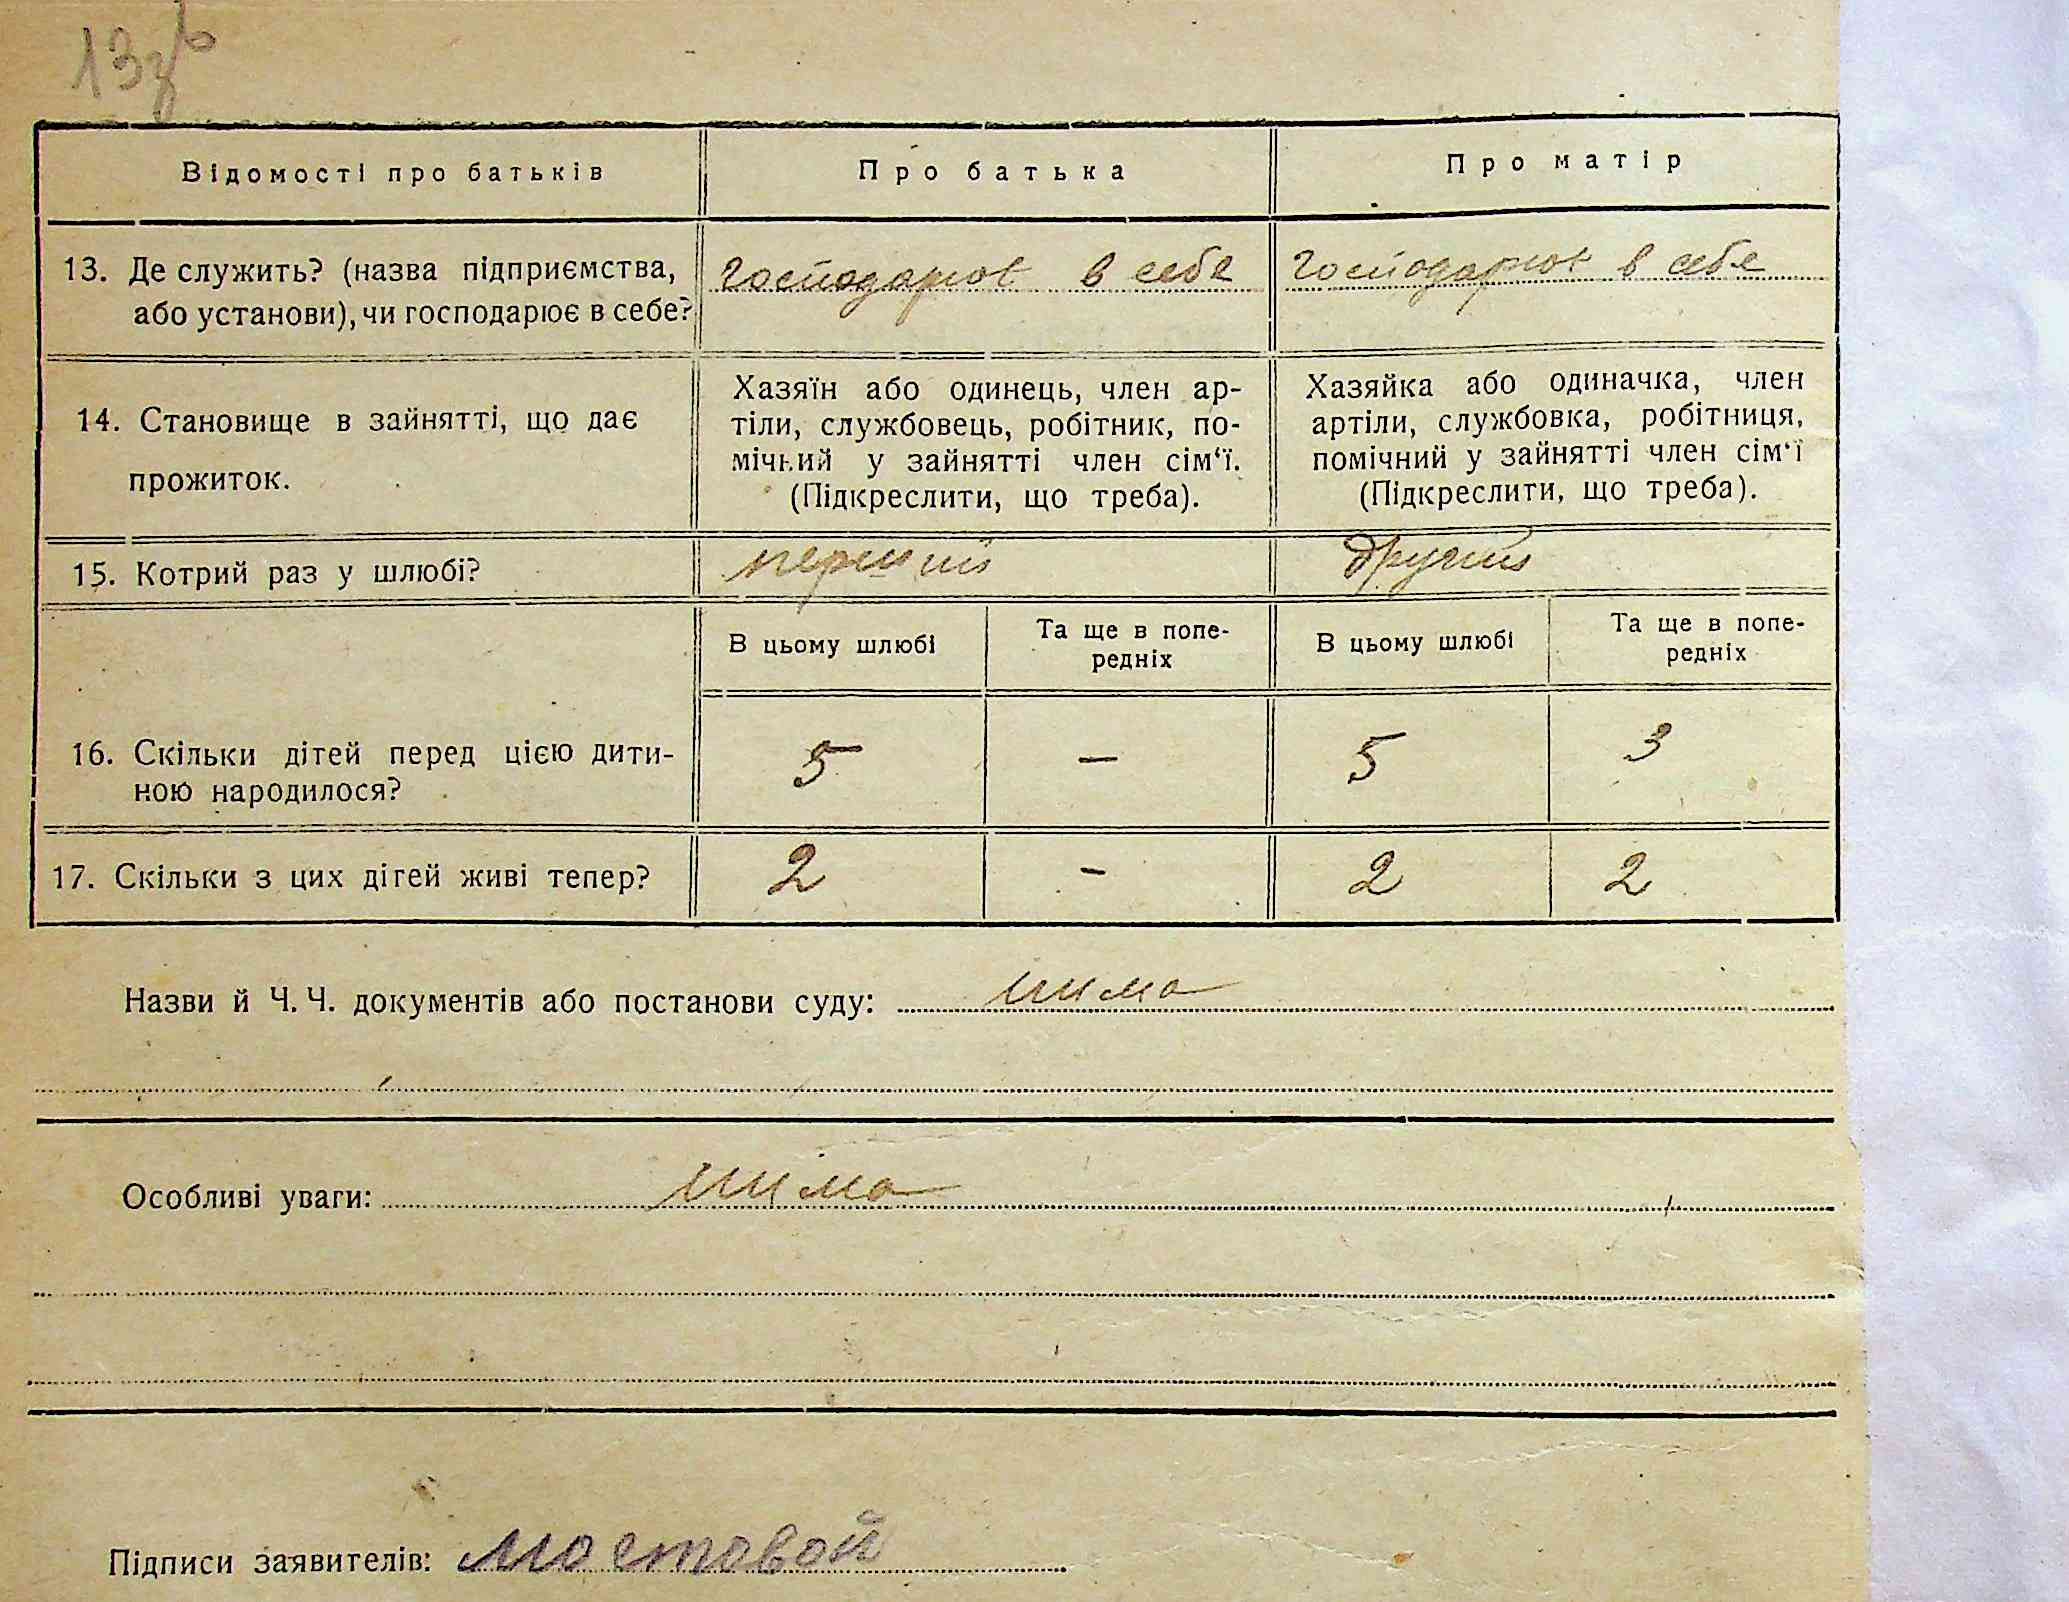 13зв
Відомості про батьків
Про батька
Про матір
13. Де служить? (назва підприємства,
або установи), чи господарює в себе?
господарює в себе
господарює в себе
14. Становище в зайнятті, що дає
прожиток.
Хазяїн або одинець, член ар-
тіли, службовець, робітник, по-
мічний у зайнятті член сім‘ї.
(Підкреслити, що треба).
Хазяйка або одиначка, член
артіли, службовка, робітниця,
помічний у зайнятті член сім‘ї
(Підкреслити, що треба).
15. Котрий раз у шлюбі?
перший
другий
В цьому шлюбі
Та ще в попе-
редніх
В цьому шлюбі
Та ще в попе-
редніх
16. Скільки дітей перед цією дити-
ною народилося?
5
—
5
3
17. Скільки з цих дітей живі тепер?
2
—
2
2
Назви й Ч. Ч. документів або постанови суду: нима
Особливі уваги: нима
Підписи заявителів: Мостовой